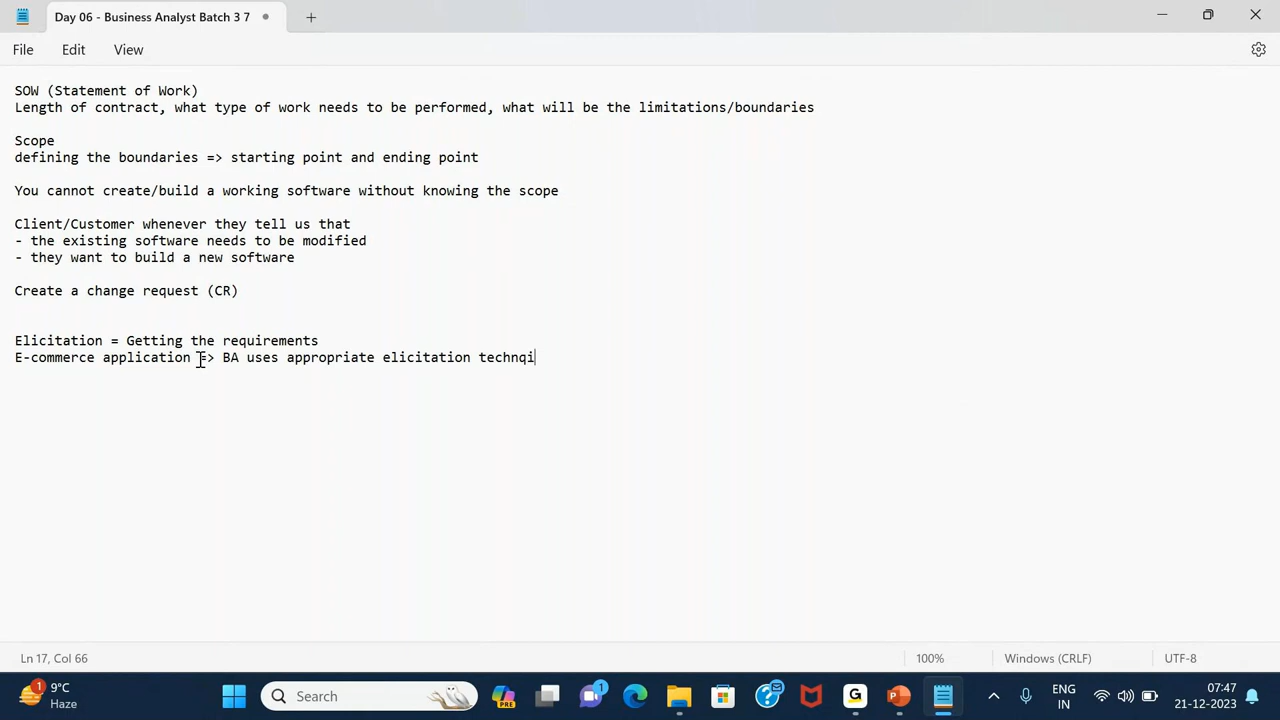 Day 06 - Business Analyst Batch 3 7
File Edit View
SOW (Statement of Work)
Length of contract, what type of work needs to be performed, what will be the limitations/boundaries
Scope
defining the boundaries => starting point and ending point
You cannot create/build a working software without knowing the scope
Client/Customer whenever they tell us that
- the existing software needs to be modified
- they want to build a new software
Create a change request (CR)
Elicitation = Getting the requirements
E-commerce application => BA uses appropriate elicitation technqi
Ln 17, Col 66 100% Windows (CRLF) UTF-8
1 9°C
Haze
Search
PRE
1
G
ENG
IN
07:47
21-12-2023